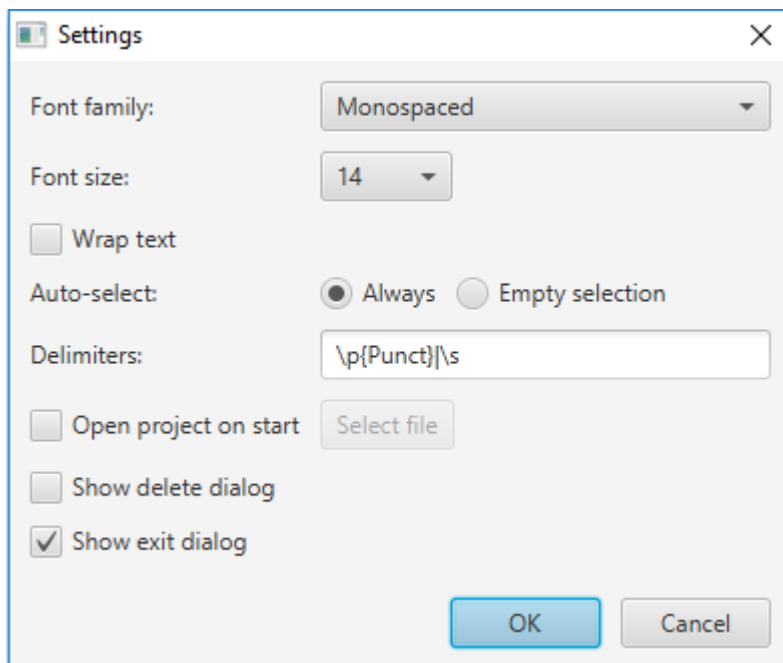 Settings
Font family: Monospaced
Font size: 14
Wrap text
Auto-select: Always Empty selection
Delimiters: \p{Punct}|\s
Open project on start Select file
Show delete dialog
Show exit dialog
OK Cancel